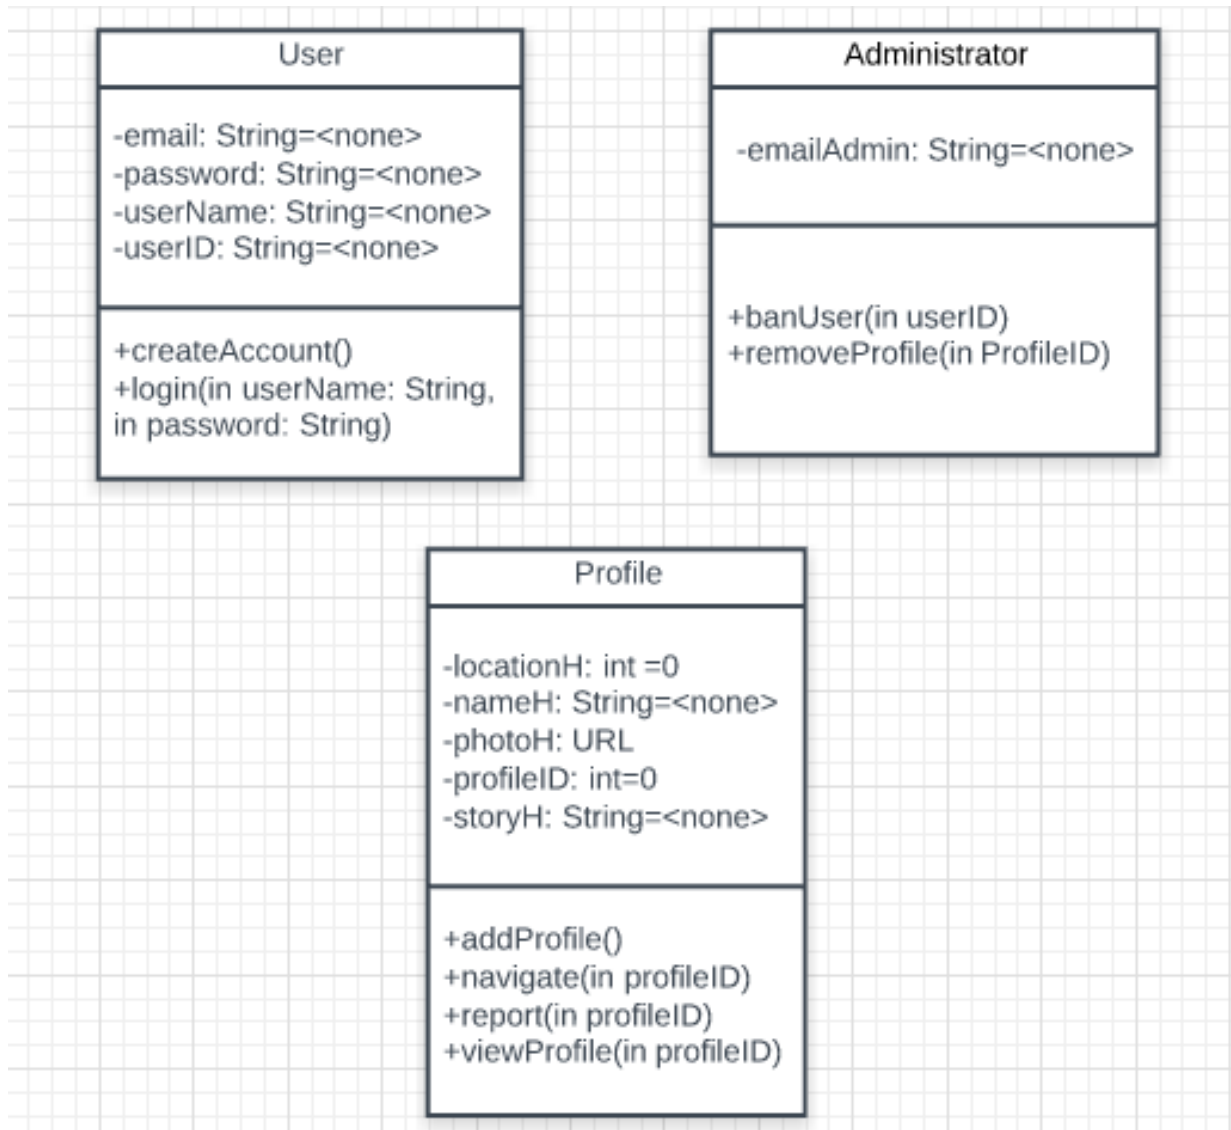 User
-email: String=<none>
-password: String=<none>
-userName: String=<none>
-userID: String=<none>
+createAccount()
+login(in userName: String,
in password: String)
Administrator
-emailAdmin: String=<none>
+banUser(in userID)
+removeProfile(in ProfileID)
Profile
-locationH: int =0
-nameH: String=<none>
-photoH: URL
-profileID: int=0
-storyH: String=<none>
+addProfile()
+navigate(in profileID)
+report(in profileID)
+viewProfile(in profileID)